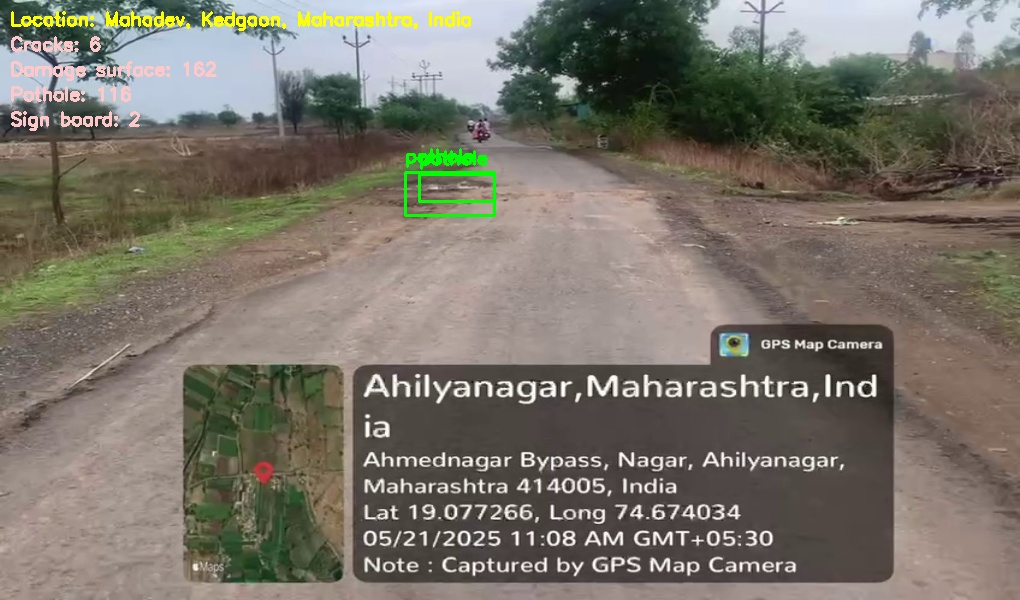 Location: Mahadev, Kedgaon, Maharashtra, India
Cracks: 6
Damage surface: 162
Pothole: 116
Sign board: 2
pothole
pothole
GPS Map Camera
Ahilyanagar,Maharashtra,Ind
ia
Ahmednagar Bypass, Nagar, Ahilyanagar,
Maharashtra 414005, India
Lat 19.077266, Long 74.674034
05/21/2025 11:08 AM GMT+05:30
Note : Captured by GPS Map Camera
Maps